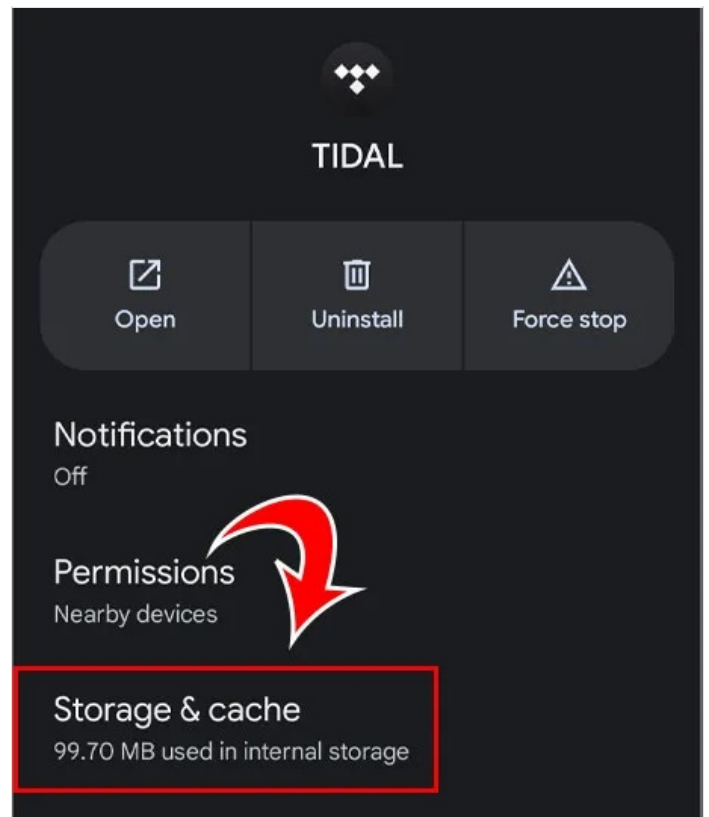 TIDAL
Open
Uninstall
Force stop
Notifications
Off
Permissions
Nearby devices
Storage & cache
99.70 MB used in internal storage